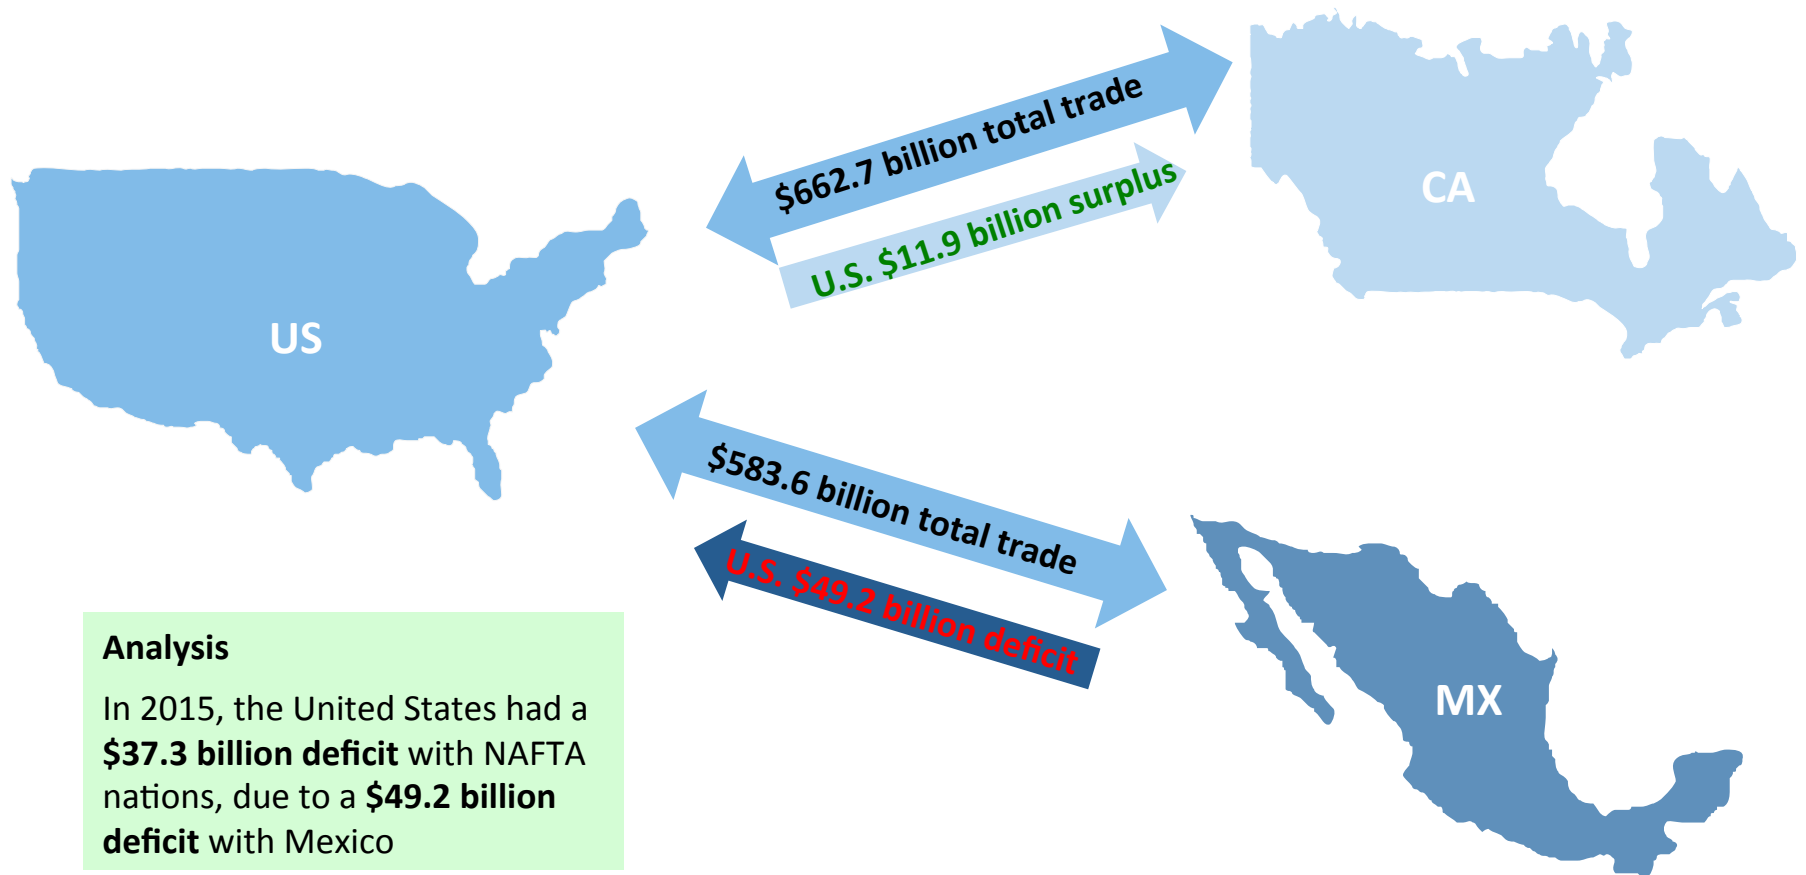 $662.7 billion total trade
U.S. $11.9 billion surplus
CA
US
$583.6 billion total trade
U.S. $49.2 billion deficit
MX
Analysis
In 2015, the United States had a
$37.3 billion deficit with NAFTA
nations, due to a $49.2 billion
deficit with Mexico